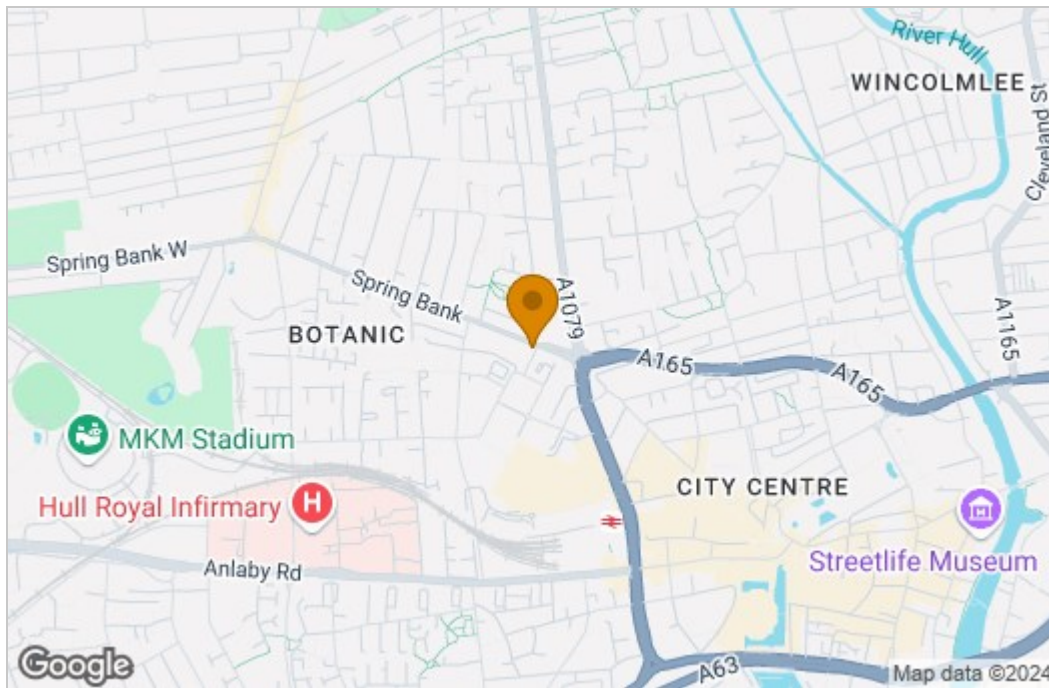 River Hull
WINCOLMLEE
Cleveland St
Spring Bank W
Spring Bank
A1079
BOTANIC
A165
A165
A1165
MKM Stadium
CITY CENTRE
Hull Royal Infirmary
H
Streetlife Museum
Anlaby Rd
A63
Google
Map data ©2024